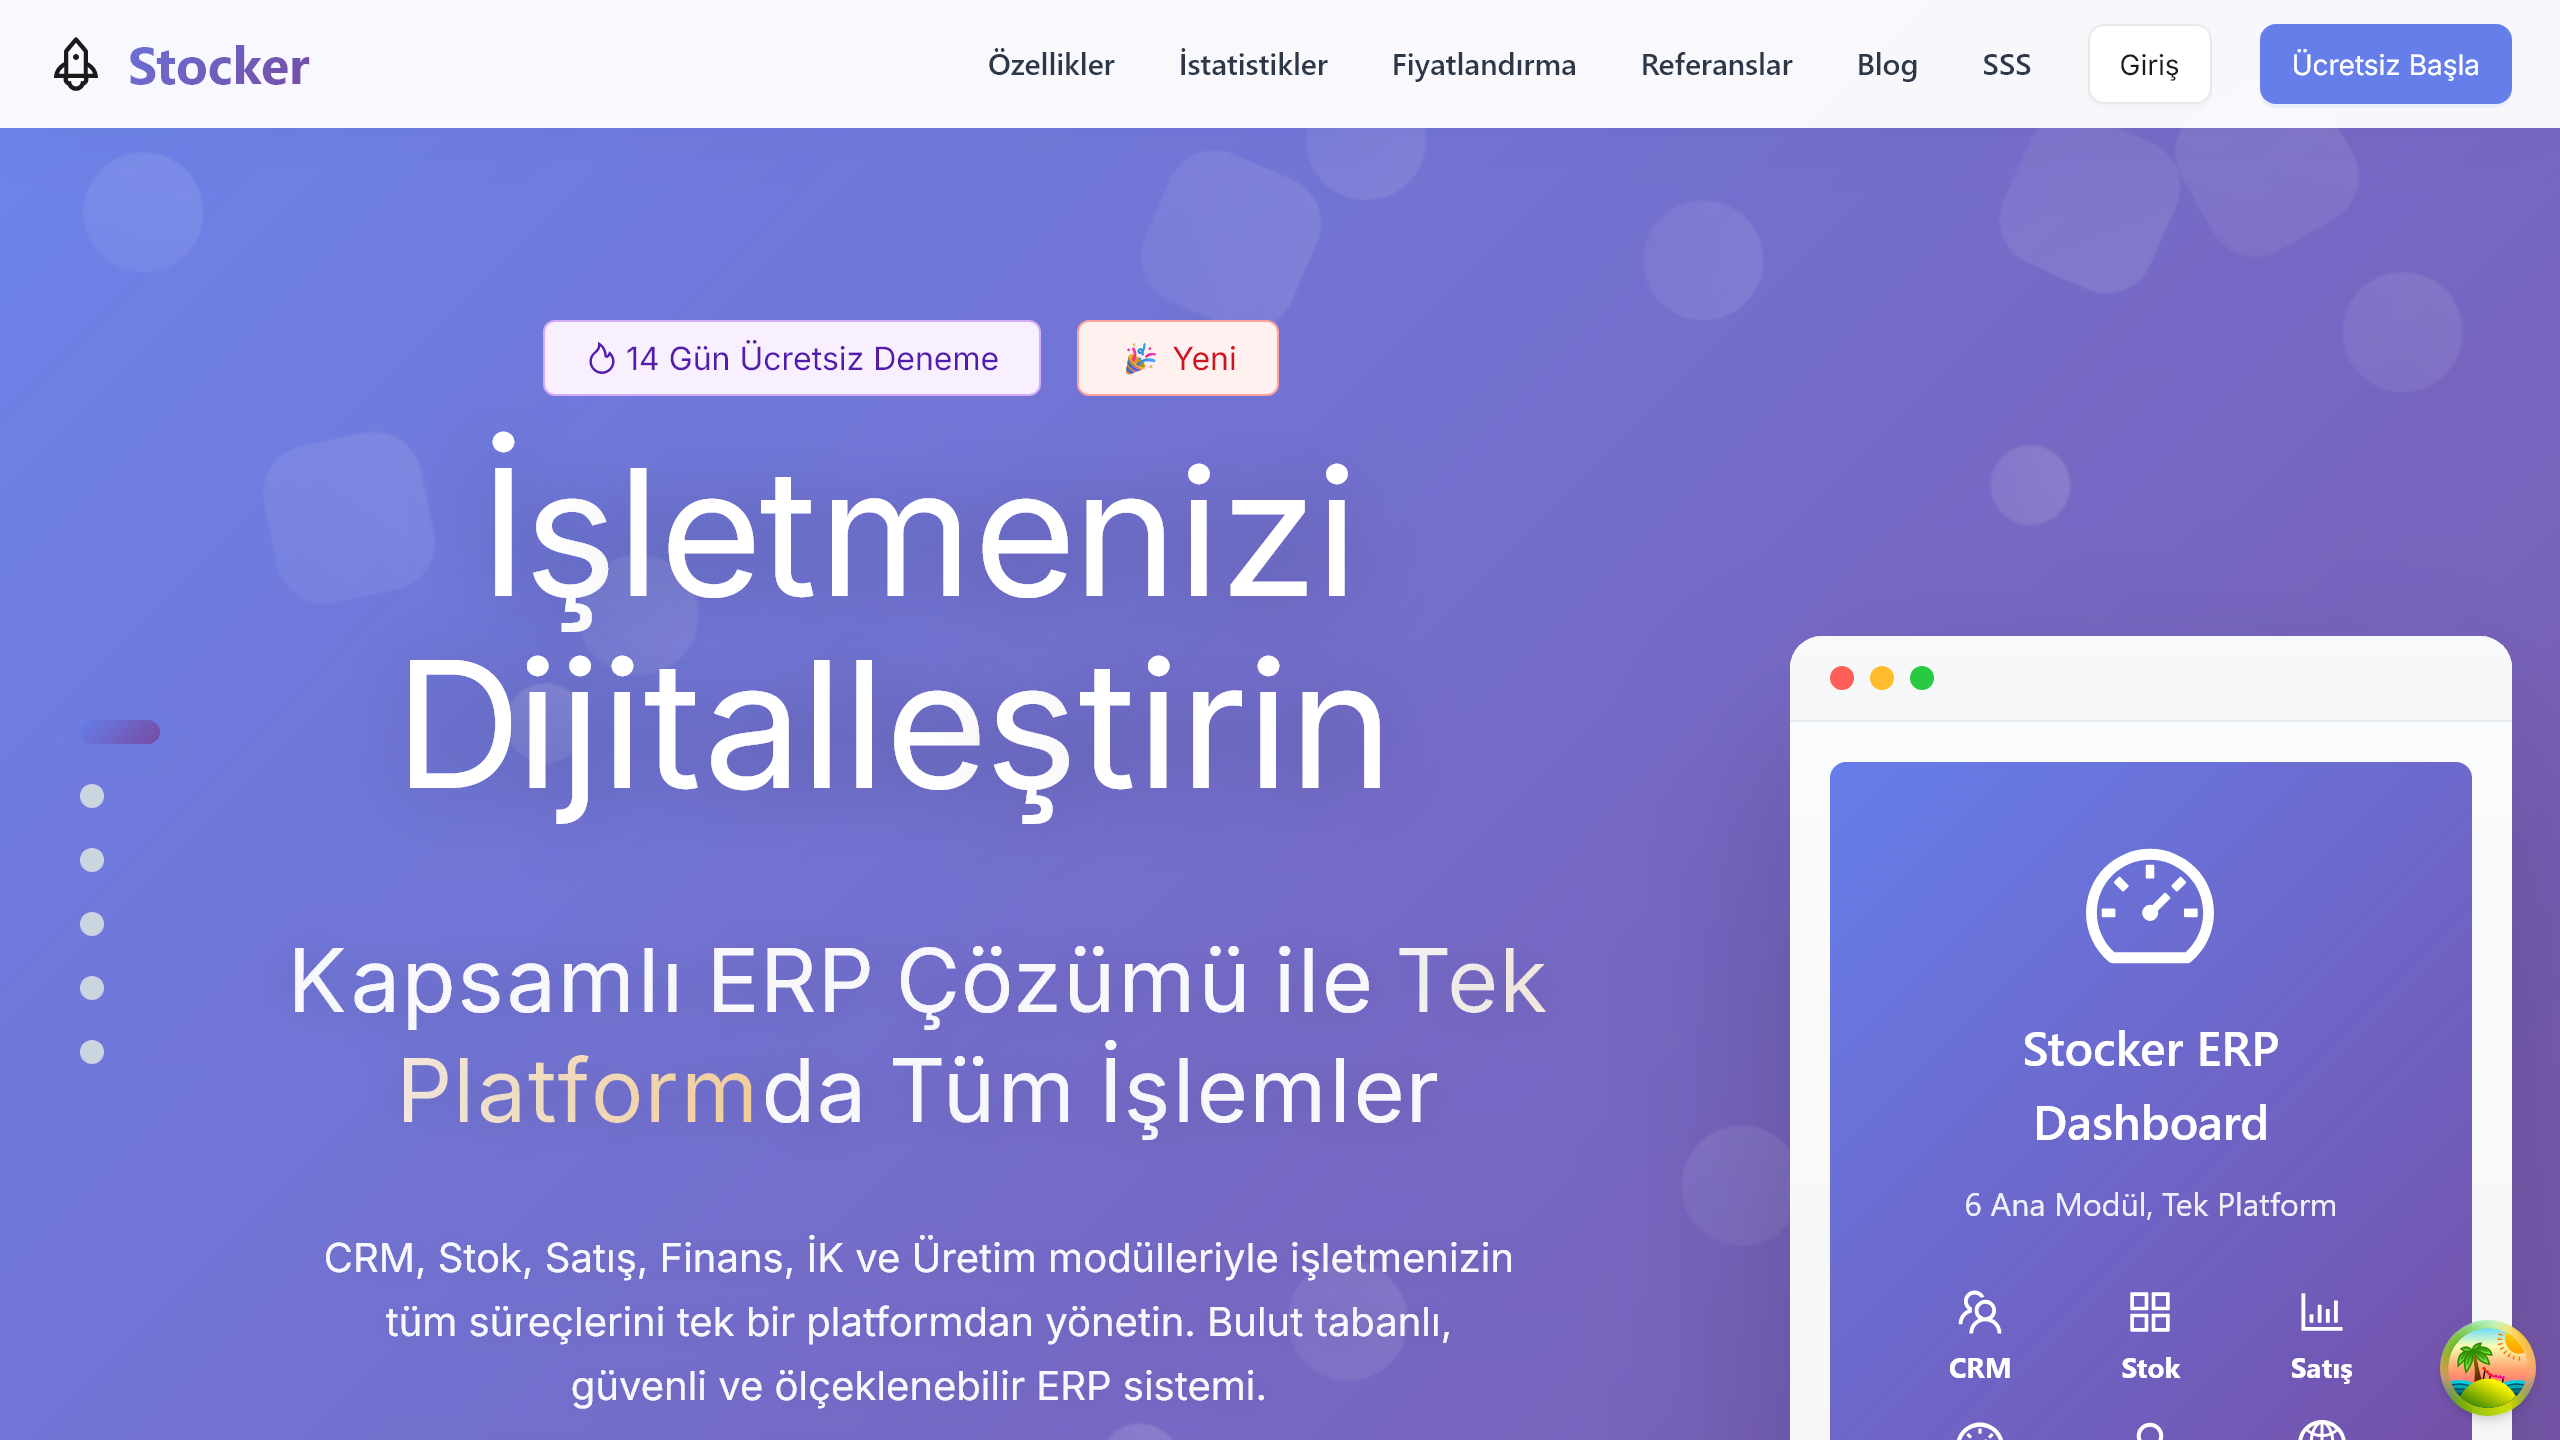 Stocker
Özellikler
İstatistikler
Fiyatlandırma
Referanslar
Blog
SSS
Giriş
Ücretsiz Başla
14 Gün Ücretsiz Deneme
🎉 Yeni
İşletmenizi
Dijitalleştirin
Kapsamlı ERP Çözümü ile Tek
Platformda Tüm İşlemler
CRM, Stok, Satış, Finans, İK ve Üretim modülleriyle işletmenizin
tüm süreçlerini tek bir platformdan yönetin. Bulut tabanlı,
güvenli ve ölçeklenebilir ERP sistemi.
Stocker ERP
Dashboard
6 Ana Modül, Tek Platform
CRM
Stok
Satış